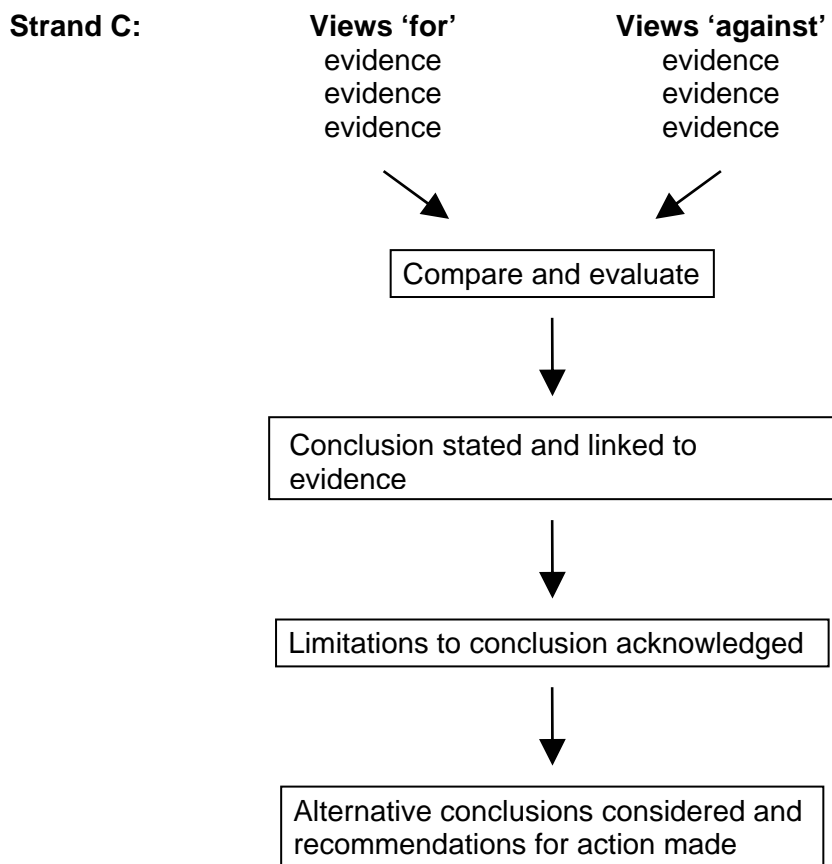 Strand C: Views ‘for’ Views ‘against’
evidence evidence
evidence evidence
evidence evidence
Compare and evaluate
Conclusion stated and linked to
evidence
Limitations to conclusion acknowledged
Alternative conclusions considered and
recommendations for action made